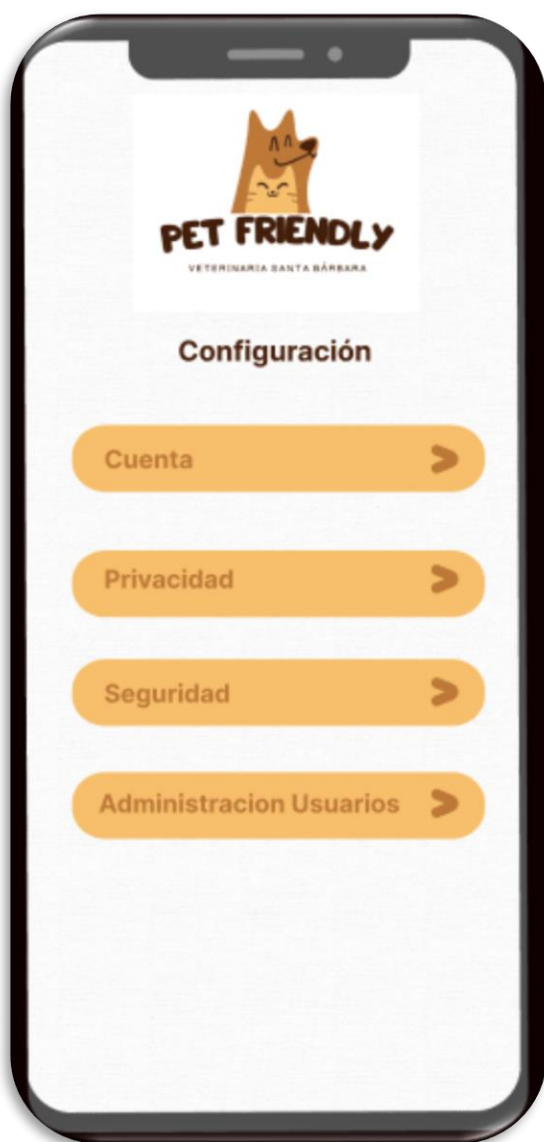 PET FRIENDLY
VETERINARIA SANTA BÁRBARA
Configuración
Cuenta >
Privacidad >
Seguridad >
Administracion Usuarios >